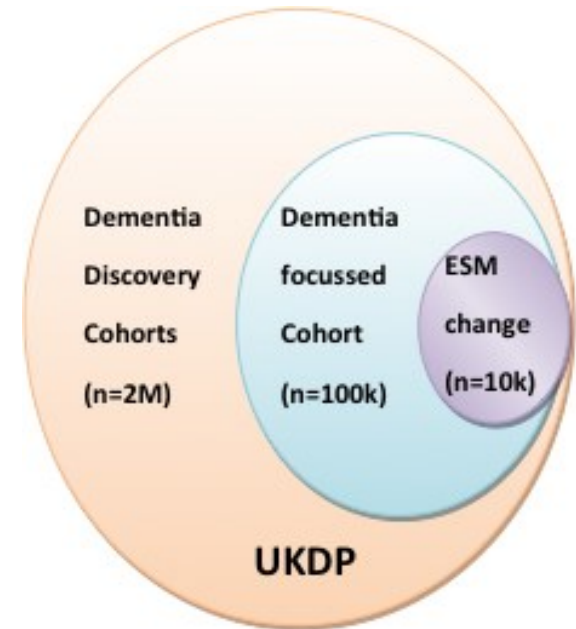 Dementia
Discovery
Cohorts
(n=2M)
Dementia
focussed
Cohort
(n=100k)
ESM
change
(n=10k)
UKDP